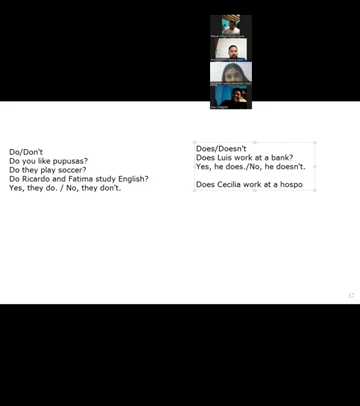 Do/Don't
Do you like pupusas?
Do they play soccer?
Do Ricardo and Fatima study English?
Yes, they do. / No, they don't.
Does/Doesn't
Does Luis work at a bank?
Yes, he does./No, he doesn't.
Does Cecilia work at a hospo